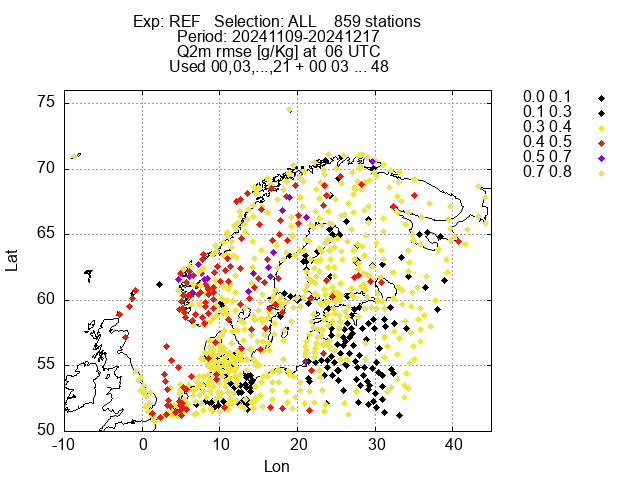 Exp: REF   Selection: ALL    859 stations
Period: 20241109-20241217
Q2m rmse [g/Kg] at  06 UTC
Used 00,03,...,21 + 00 03 ... 48
0.0 0.1
0.1 0.3
0.3 0.4
0.4 0.5
0.5 0.7
0.7 0.8
75
70
65
60
55
50
Lat
-10 0 10 20 30 40
Lon